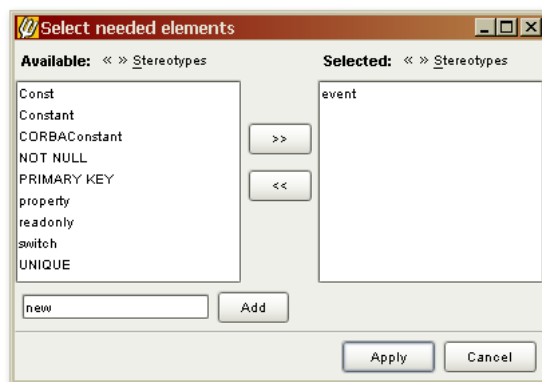 Select needed elements
Available: « » Stereotypes
Selected: « » Stereotypes
Const
Constant
CORBAConstant
NOT NULL
PRIMARY KEY
property
readonly
switch
UNIQUE
event
>>
<<
new
Add
Apply
Cancel